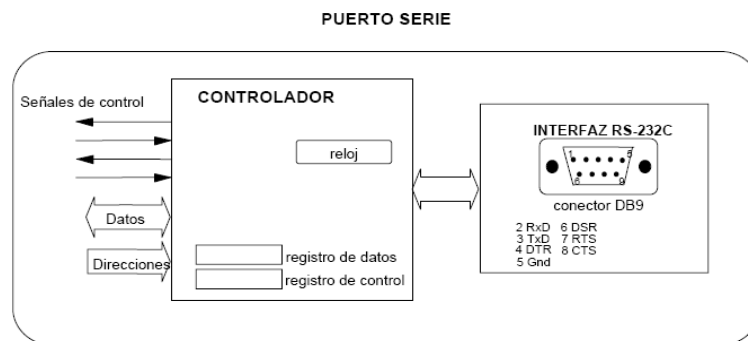 PUERTO SERIE
Señales de control
CONTROLADOR
reloj
Datos
Direcciones
registro de datos
registro de control
INTERFAZ RS-232C
1 5
6 9
conector DB9
2 RxD 6 DSR
3 TxD 7 RTS
4 DTR 8 CTS
5 Gnd